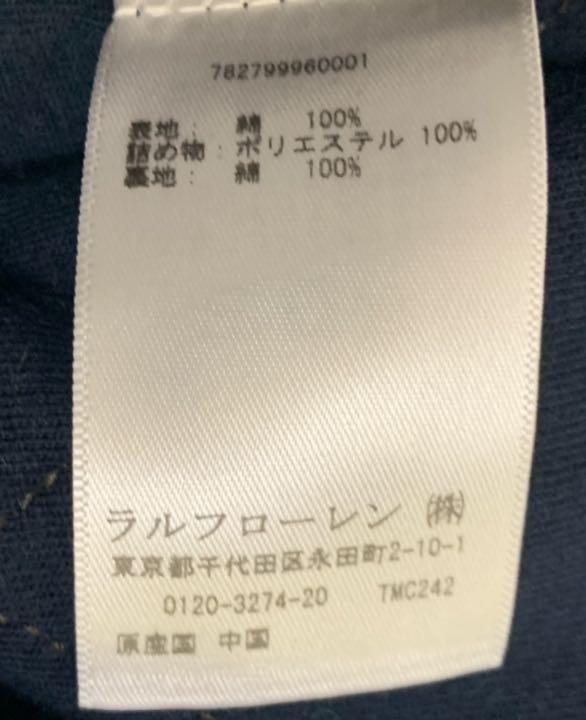 782799960001
表地： 綿 100%
詰め物：ポリエステル 100%
裏地： 綿 100%
ラルフローレン ㈱
東京都千代田区永田町2-10-1
0120-3274-20 TMC242
原産国 中国